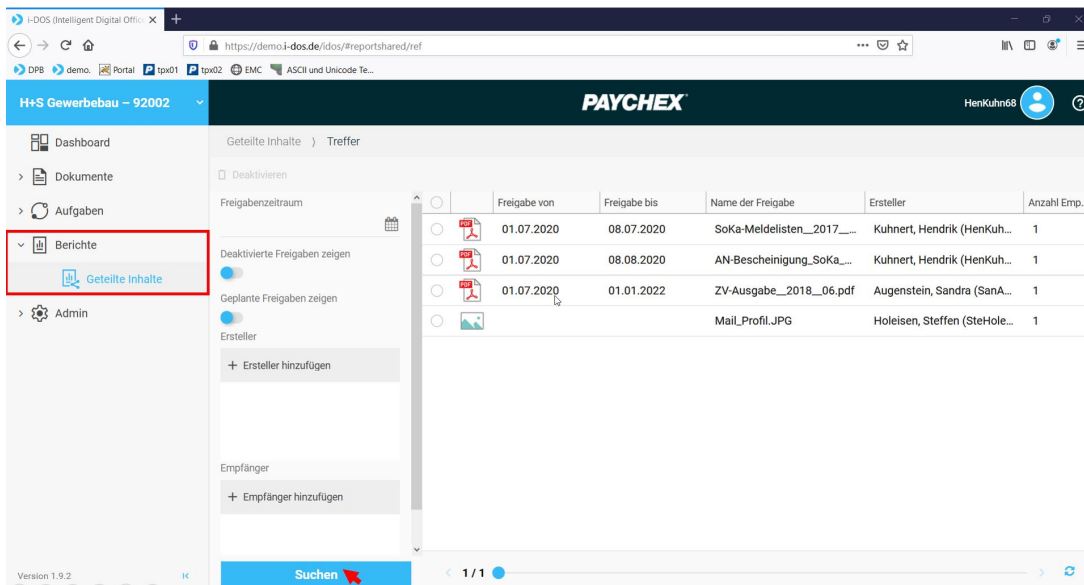 i-DOS (Intelligent Digital Offic
https://demo.i-dos.de/idos/#reportshared/ref
DPB demo. Portal tpx01 tpx02 EMC ASCII und Unicode Te...
H+S Gewerbebau – 92002
PAYCHEX
HenKuhn68
Dashboard
Dokumente
Aufgaben
Berichte
Geteilte Inhalte
Admin
Version 1.9.2
Geteilte Inhalte Treffer
Deaktivieren
Freigabenzeitraum
Deaktivierte Freigaben zeigen
Geplante Freigaben zeigen
Ersteller
+ Ersteller hinzufügen
Empfänger
+ Empfänger hinzufügen
Suchen
Freigabe von Freigabe bis Name der Freigabe Ersteller Anzahl Emp.
PDF 01.07.2020 08.07.2020 SoKa-Meldelisten__2017__... Kuhnert, Hendrik (HenKuh... 1
PDF 01.07.2020 08.08.2020 AN-Bescheinigung_SoKa_... Kuhnert, Hendrik (HenKuh... 1
PDF 01.07.2020 01.01.2022 ZV-Ausgabe__2018__06.pdf Augenstein, Sandra (SanA... 1
Mail_Profil.JPG Holeisen, Steffen (SteHole... 1
1/1